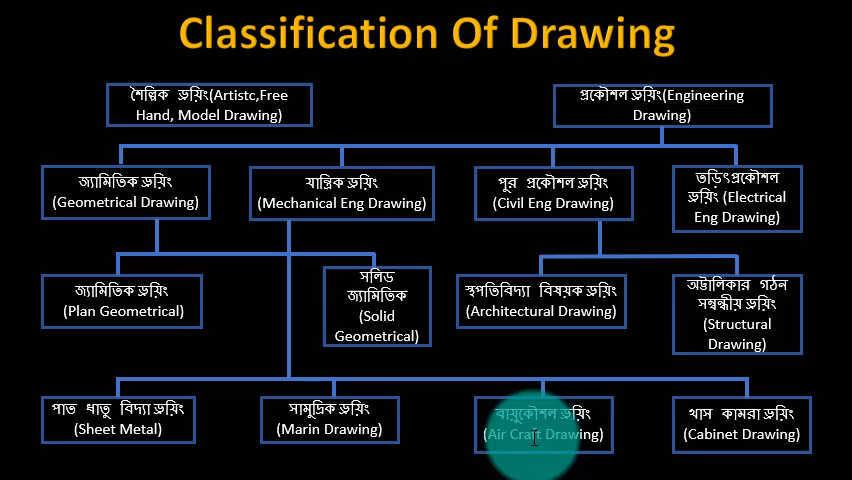 Classification Of Drawing
শৈল্পিক ড্রয়িং(Artistc,Free
Hand, Model Drawing)
প্রকৌশল ড্রয়িং(Engineering
Drawing)
জ্যামিতিক ড্রয়িং
(Geometrical Drawing)
যান্ত্রিক ড্রয়িং
(Mechanical Eng Drawing)
পুর প্রকৌশল ড্রয়িং
(Civil Eng Drawing)
তড়িৎপ্রকৌশল
ড্রয়িং (Electrical
Eng Drawing)
জ্যামিতিক ড্রয়িং
(Plan Geometrical)
সলিড
জ্যামিতিক
(Solid
Geometrical)
স্থপতিবিদ্যা বিষয়ক ড্রয়িং
(Architectural Drawing)
অট্টালিকার গঠন
সম্বন্ধীয় ড্রয়িং
(Structural
Drawing)
পাত ধাতু বিদ্যা ড্রয়িং
(Sheet Metal)
সামুদ্রিক ড্রয়িং
(Marin Drawing)
বায়ুকৌশল ড্রয়িং
(Air Craft Drawing)
খাস কামরা ড্রয়িং
(Cabinet Drawing)